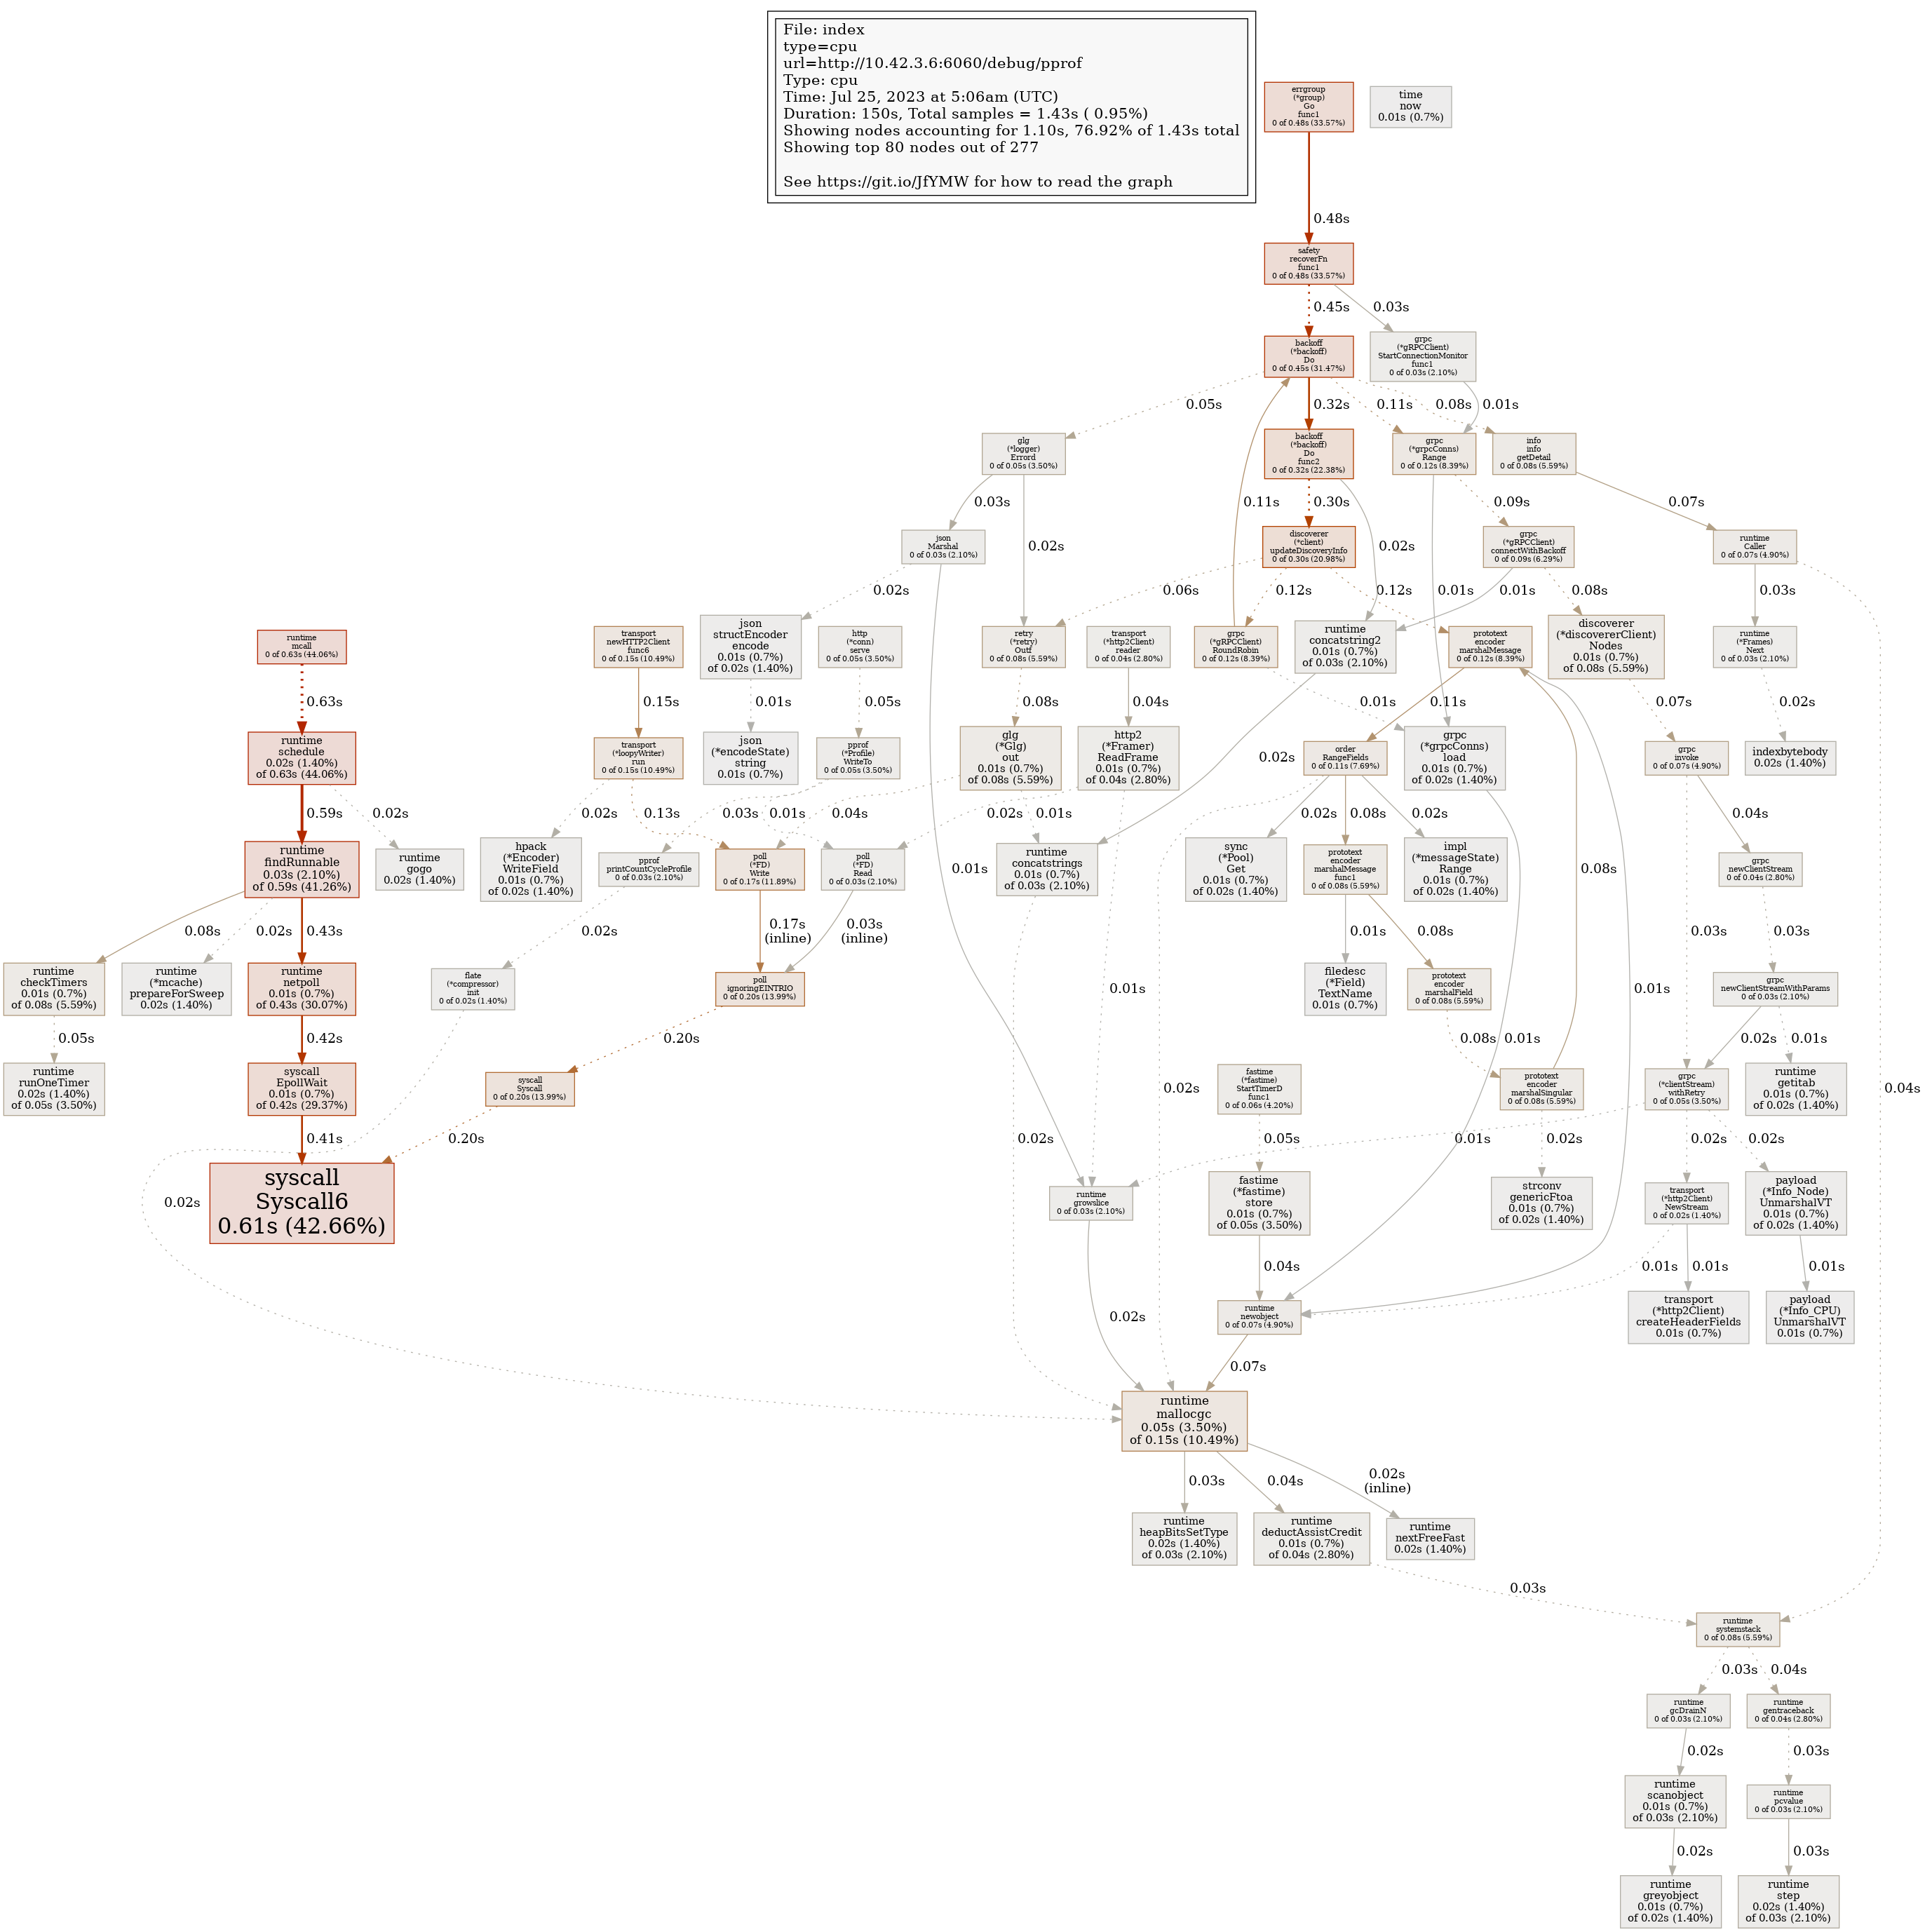 File: index
type=cpu
url=http://10.42.3.6:6060/debug/pprof
Type: cpu
Time: Jul 25, 2023 at 5:06am (UTC)
Duration: 150s, Total samples = 1.43s ( 0.95%)
Showing nodes accounting for 1.10s, 76.92% of 1.43s total
Showing top 80 nodes out of 277
See https://git.io/JfYMW for how to read the graph
errgroup
(*group)
Go
func1
0 of 0.48s (33.57%)
time
now
0.01s (0.7%)
0.48s
safety
recoverFn
func1
0 of 0.48s (33.57%)
0.45s
0.03s
backoff
(*backoff)
Do
0 of 0.45s (31.47%)
grpc
(*gRPCClient)
StartConnectionMonitor
func1
0 of 0.03s (2.10%)
0.05s
0.32s
0.11s
0.08s
0.01s
glg
(*logger)
Errord
0 of 0.05s (3.50%)
backoff
(*backoff)
Do
func2
0 of 0.32s (22.38%)
grpc
(*grpcConns)
Range
0 of 0.12s (8.39%)
info
info
getDetail
0 of 0.08s (5.59%)
0.03s
0.11s
0.30s
0.09s
0.07s
json
Marshal
0 of 0.03s (2.10%)
0.02s
discoverer
(*client)
updateDiscoveryInfo
0 of 0.30s (20.98%)
0.02s
grpc
(*gRPCClient)
connectWithBackoff
0 of 0.09s (6.29%)
runtime
Caller
0 of 0.07s (4.90%)
0.02s
0.06s
0.12s
0.12s
0.01s
0.01s
0.08s
0.03s
runtime
mcall
0 of 0.63s (44.06%)
transport
newHTTP2Client
func6
0 of 0.15s (10.49%)
json
structEncoder
encode
0.01s (0.7%)
of 0.02s (1.40%)
http
(*conn)
serve
0 of 0.05s (3.50%)
retry
(*retry)
Outf
0 of 0.08s (5.59%)
transport
(*http2Client)
reader
0 of 0.04s (2.80%)
grpc
(*gRPCClient)
RoundRobin
0 of 0.12s (8.39%)
runtime
concatstring2
0.01s (0.7%)
of 0.03s (2.10%)
prototext
encoder
marshalMessage
0 of 0.12s (8.39%)
discoverer
(*discovererClient)
Nodes
0.01s (0.7%)
of 0.08s (5.59%)
runtime
(*Frames)
Next
0 of 0.03s (2.10%)
0.63s
0.15s
0.01s
0.05s
0.08s
0.04s
0.01s
0.11s
0.07s
0.02s
runtime
schedule
0.02s (1.40%)
of 0.63s (44.06%)
transport
(*loopyWriter)
run
0 of 0.15s (10.49%)
json
(*encodeState)
string
0.01s (0.7%)
pprof
(*Profile)
WriteTo
0 of 0.05s (3.50%)
glg
(*Glg)
out
0.01s (0.7%)
of 0.08s (5.59%)
http2
(*Framer)
ReadFrame
0.01s (0.7%)
of 0.04s (2.80%)
0.02s
order
RangeFields
0 of 0.11s (7.69%)
grpc
(*grpcConns)
load
0.01s (0.7%)
of 0.02s (1.40%)
grpc
invoke
0 of 0.07s (4.90%)
indexbytebody
0.02s (1.40%)
0.59s
0.02s
0.02s
0.13s
0.03s
0.01s
0.04s
0.01s
0.02s
0.02s
0.08s
0.02s
0.04s
runtime
findRunnable
0.03s (2.10%)
of 0.59s (41.26%)
runtime
gogo
0.02s (1.40%)
hpack
(*Encoder)
WriteField
0.01s (0.7%)
of 0.02s (1.40%)
pprof
printCountCycleProfile
0 of 0.03s (2.10%)
poll
(*FD)
Write
0 of 0.17s (11.89%)
poll
(*FD)
Read
0 of 0.03s (2.10%)
0.01s
runtime
concatstrings
0.01s (0.7%)
of 0.03s (2.10%)
sync
(*Pool)
Get
0.01s (0.7%)
of 0.02s (1.40%)
prototext
encoder
marshalMessage
func1
0 of 0.08s (5.59%)
impl
(*messageState)
Range
0.01s (0.7%)
of 0.02s (1.40%)
0.08s
grpc
newClientStream
0 of 0.04s (2.80%)
0.08s
0.02s
0.43s
0.02s
0.17s
(inline)
0.03s
(inline)
0.01s
0.08s
0.03s
0.03s
runtime
checkTimers
0.01s (0.7%)
of 0.08s (5.59%)
runtime
(*mcache)
prepareForSweep
0.02s (1.40%)
runtime
netpoll
0.01s (0.7%)
of 0.43s (30.07%)
flate
(*compressor)
init
0 of 0.02s (1.40%)
poll
ignoringEINTRIO
0 of 0.20s (13.99%)
0.01s
filedesc
(*Field)
TextName
0.01s (0.7%)
prototext
encoder
marshalField
0 of 0.08s (5.59%)
0.01s
grpc
newClientStreamWithParams
0 of 0.03s (2.10%)
0.05s
0.42s
0.20s
0.08s
0.01s
0.02s
0.01s
runtime
runOneTimer
0.02s (1.40%)
of 0.05s (3.50%)
syscall
EpollWait
0.01s (0.7%)
of 0.42s (29.37%)
syscall
Syscall
0 of 0.20s (13.99%)
0.02s
fastime
(*fastime)
StartTimerD
func1
0 of 0.06s (4.20%)
prototext
encoder
marshalSingular
0 of 0.08s (5.59%)
grpc
(*clientStream)
withRetry
0 of 0.05s (3.50%)
runtime
getitab
0.01s (0.7%)
of 0.02s (1.40%)
0.04s
0.41s
0.20s
0.02s
0.05s
0.01s
0.02s
0.02s
0.02s
syscall
Syscall6
0.61s (42.66%)
0.02s
runtime
growslice
0 of 0.03s (2.10%)
fastime
(*fastime)
store
0.01s (0.7%)
of 0.05s (3.50%)
strconv
genericFtoa
0.01s (0.7%)
of 0.02s (1.40%)
transport
(*http2Client)
NewStream
0 of 0.02s (1.40%)
payload
(*Info_Node)
UnmarshalVT
0.01s (0.7%)
of 0.02s (1.40%)
0.04s
0.01s
0.01s
0.01s
0.02s
runtime
newobject
0 of 0.07s (4.90%)
transport
(*http2Client)
createHeaderFields
0.01s (0.7%)
payload
(*Info_CPU)
UnmarshalVT
0.01s (0.7%)
0.07s
runtime
mallocgc
0.05s (3.50%)
of 0.15s (10.49%)
0.03s
0.04s
0.02s
(inline)
runtime
heapBitsSetType
0.02s (1.40%)
of 0.03s (2.10%)
runtime
deductAssistCredit
0.01s (0.7%)
of 0.04s (2.80%)
runtime
nextFreeFast
0.02s (1.40%)
0.03s
runtime
systemstack
0 of 0.08s (5.59%)
0.03s
0.04s
runtime
gcDrainN
0 of 0.03s (2.10%)
runtime
gentraceback
0 of 0.04s (2.80%)
0.02s
0.03s
runtime
scanobject
0.01s (0.7%)
of 0.03s (2.10%)
runtime
pcvalue
0 of 0.03s (2.10%)
0.02s
0.03s
runtime
greyobject
0.01s (0.7%)
of 0.02s (1.40%)
runtime
step
0.02s (1.40%)
of 0.03s (2.10%)